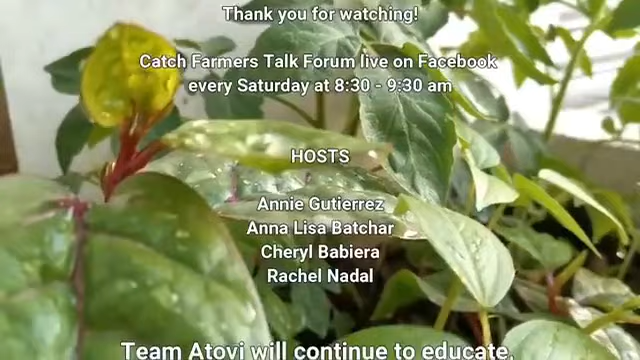 Thank you for watching!
Catch Farmers Talk Forum live on Facebook
every Saturday at 8:30 - 9:30 am
HOSTS
Annie Gutierrez
Anna Lisa Batchar
Cheryl Babiera
Rachel Nadal
Team Atovi will continue to educate